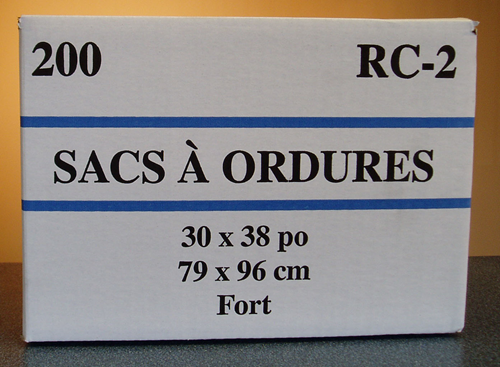 200 RC-2
SACS À ORDURES
30 x 38 po
79 x 96 cm
Fort